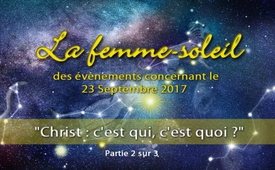 La femme-soleil
des évènements concernant le
23 Septembre 2017
"Christ : c'est qui, c'est quoi ?"
Partie 2 sur 3